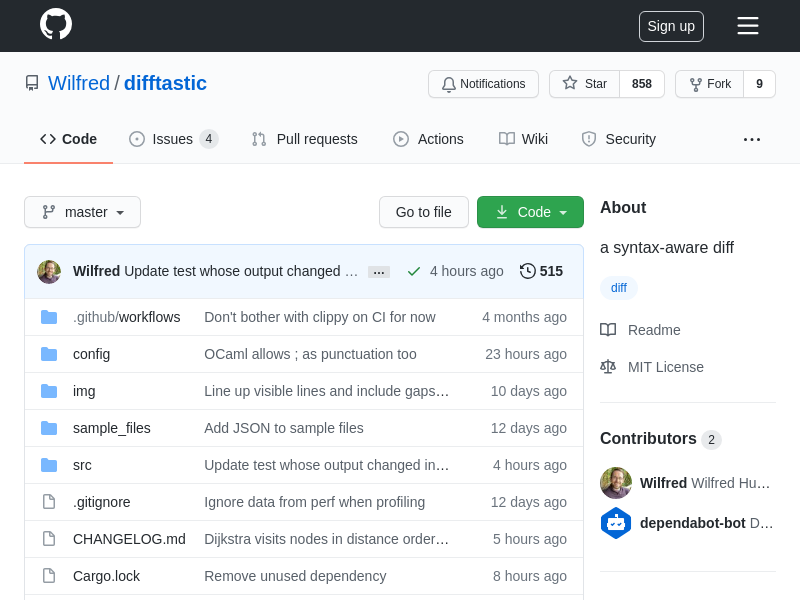 Sign up
Wilfred / difftastic
Notifications
Star 858
Fork 9
Code
Issues 4
Pull requests
Actions
Wiki
Security
...
master
Go to file
Code
Wilfred Update test whose output changed … ... 4 hours ago 515
.github/workflows Don't bother with clippy on CI for now 4 months ago
config OCaml allows ; as punctuation too 23 hours ago
img Line up visible lines and include gaps… 10 days ago
sample_files Add JSON to sample files 12 days ago
src Update test whose output changed in… 4 hours ago
.gitignore Ignore data from perf when profiling 12 days ago
CHANGELOG.md Dijkstra visits nodes in distance order… 5 hours ago
Cargo.lock Remove unused dependency 8 hours ago
About
a syntax-aware diff
diff
Readme
MIT License
Contributors 2
Wilfred Wilfred Hu…
dependabot-bot D…